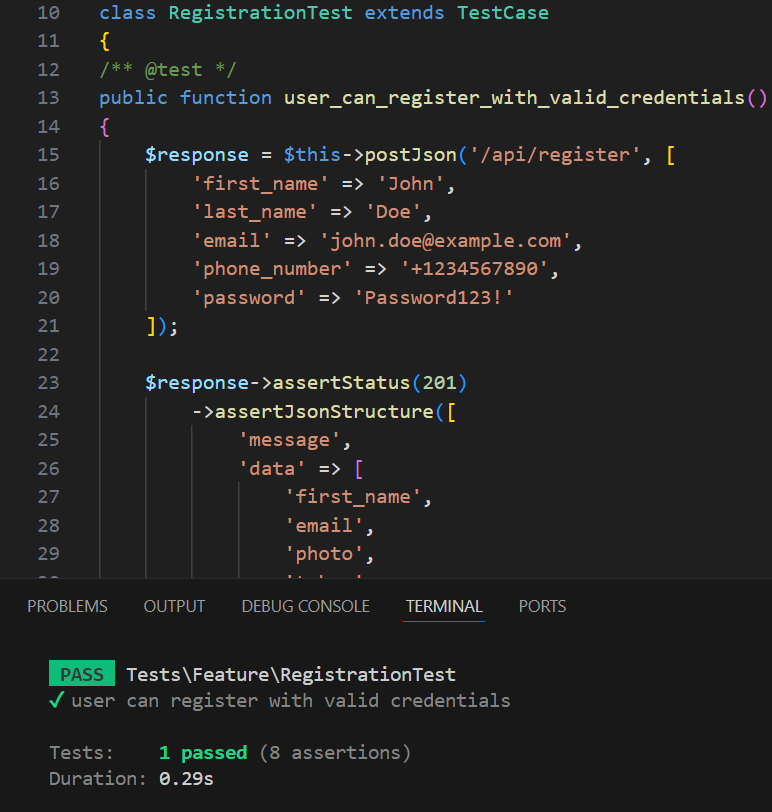 10 class RegistrationTest extends TestCase
11 {
12 /** @test */
13 public function user_can_register_with_valid_credentials()
14 {
15 $response = $this->postJson('/api/register', [
16 'first_name' => 'John',
17 'last_name' => 'Doe',
18 'email' => 'john.doe@example.com',
19 'phone_number' => '+1234567890',
20 'password' => 'Password123!'
21 ]);
22
23 $response->assertStatus(201)
24 ->assertJsonStructure([
25 'message',
26 'data' => [
27 'first_name',
28 'email',
29 'photo',
PROBLEMS OUTPUT DEBUG CONSOLE TERMINAL PORTS
PASS Tests\Feature\RegistrationTest
✓ user can register with valid credentials
Tests: 1 passed (8 assertions)
Duration: 0.29s